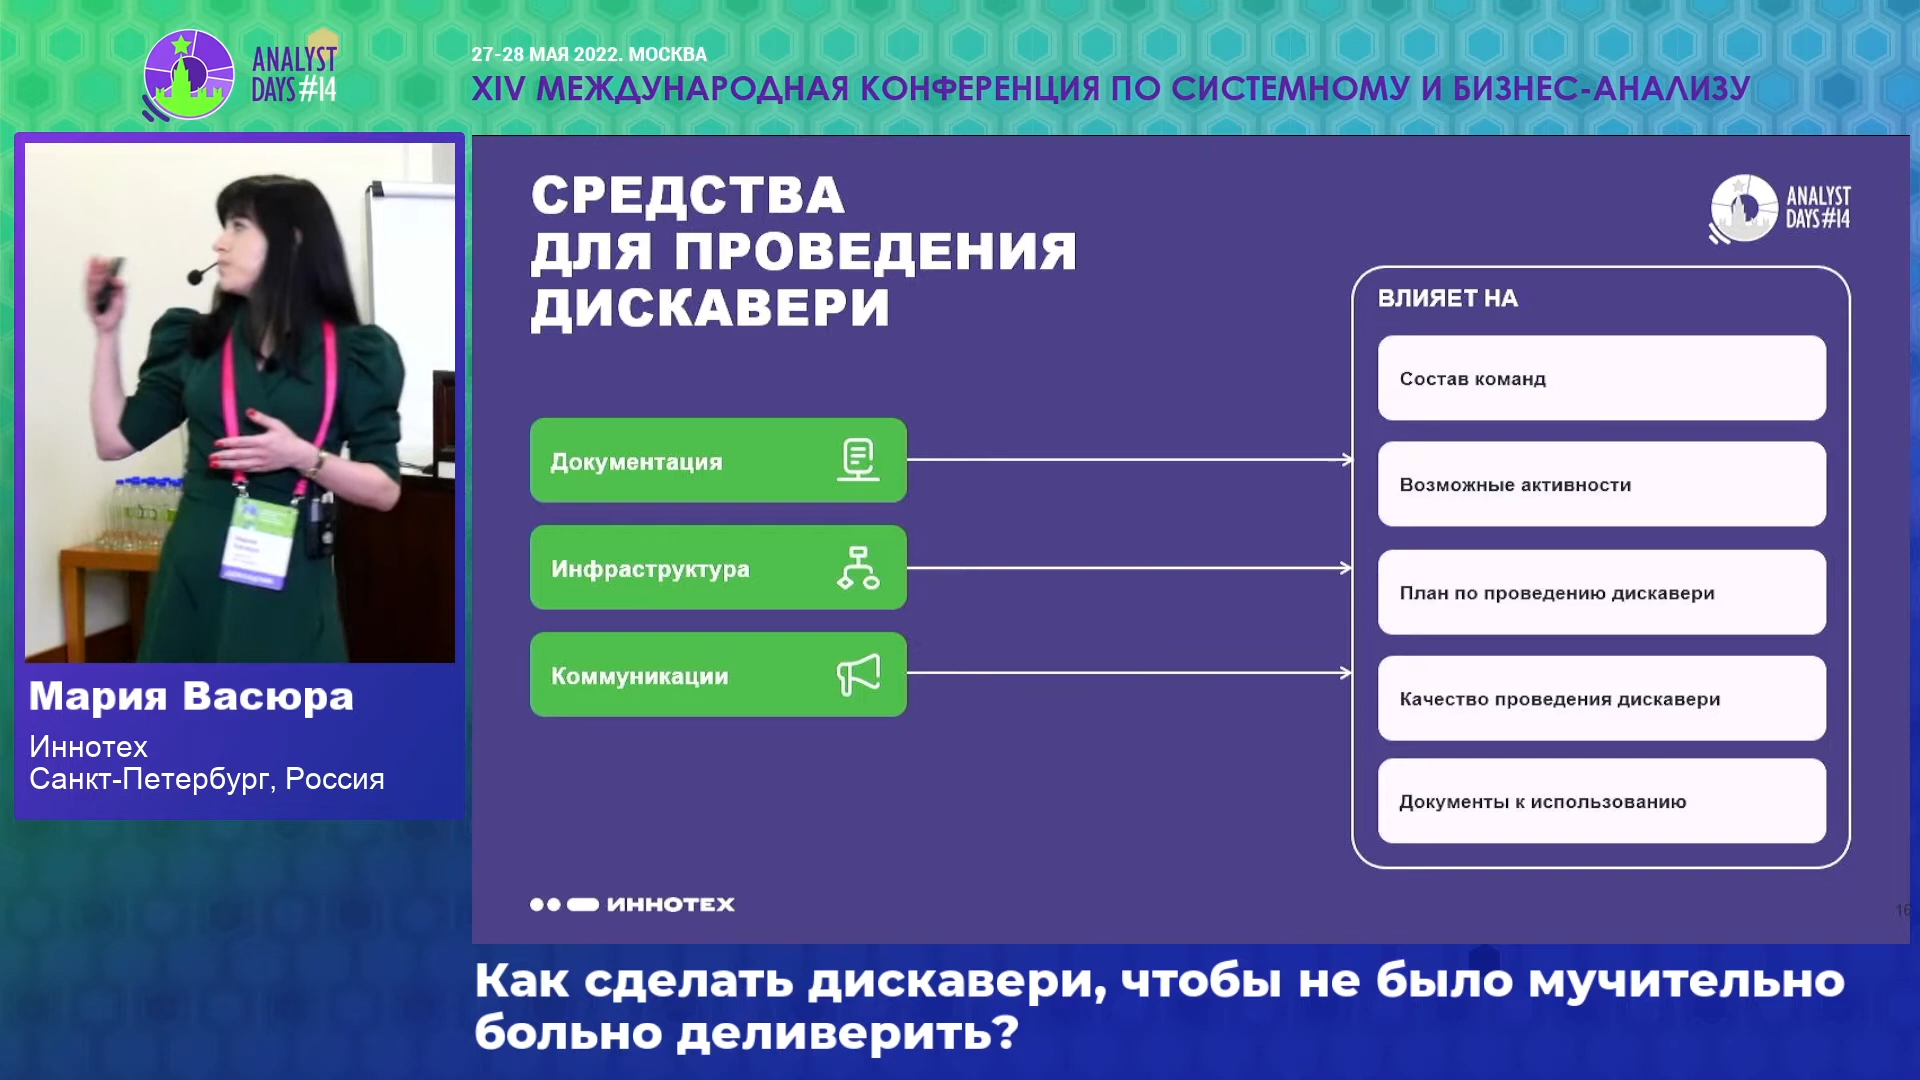 ANALYST
DAYS#14
27-28 МАЯ 2022. МОСКВА
XIV МЕЖДУНАРОДНАЯ КОНФЕРЕНЦИЯ ПО СИСТЕМНОМУ И БИЗНЕС-АНАЛИЗУ
Мария Васюра
Иннотех
Санкт-Петербург, Россия
СРЕДСТВА
ДЛЯ ПРОВЕДЕНИЯ
ДИСКАВЕРИ
ANALYST
DAYS#14
Документация
Инфраструктура
Коммуникации
ВЛИЯЕТ НА
Состав команд
Возможные активности
План по проведению дискавери
Качество проведения дискавери
Документы к использованию
ИННОТЕХ
16
Как сделать дискавери, чтобы не было мучительно
больно деливерить?